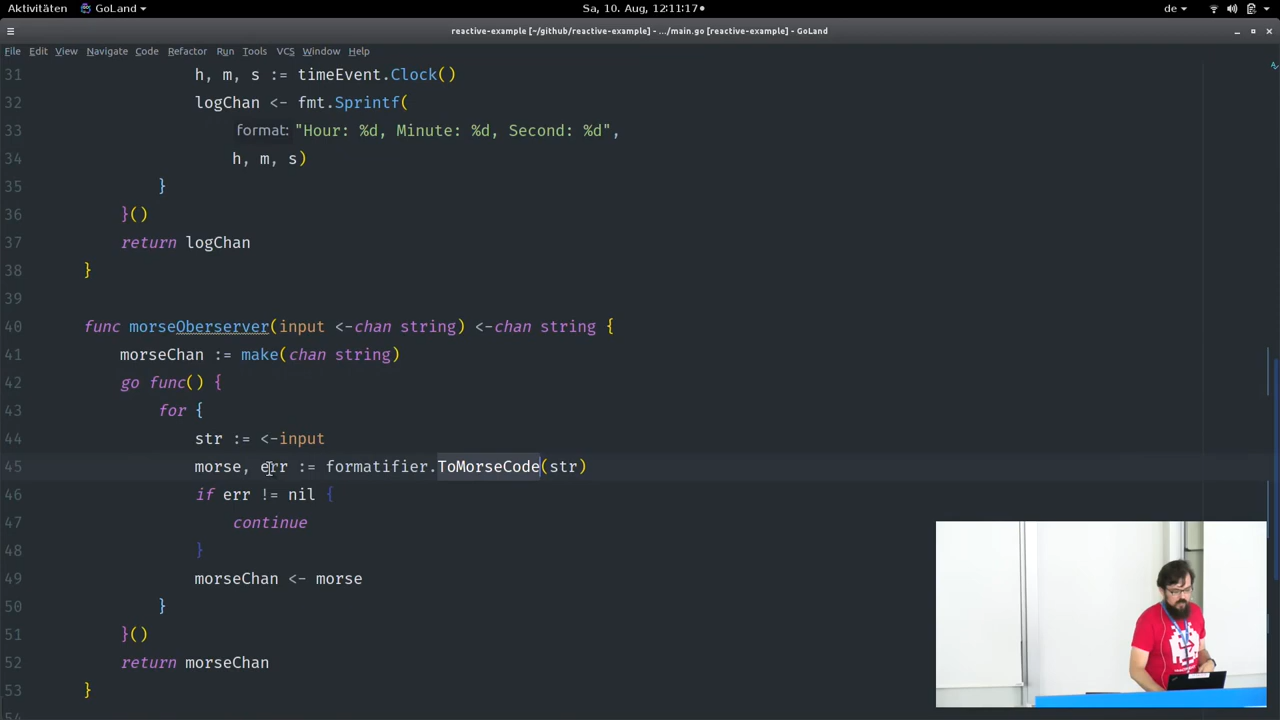 Aktivitäten GoLand Sa, 10. Aug, 12:11:17 de
reactive-example [~/github/reactive-example] - .../main.go [reactive-example] - GoLand
File Edit View Navigate Code Refactor Run Tools VCS Window Help
31 h, m, s := timeEvent.Clock()
32 logChan <- fmt.Sprintf(
33 format: "Hour: %d, Minute: %d, Second: %d",
34 h, m, s)
35 }
36 }()
37 return logChan
38 }
39
40 func morseOberserver(input <-chan string) <-chan string {
41 morseChan := make(chan string)
42 go func() {
43 for {
44 str := <-input
45 morse, err := formatifier.ToMorseCode(str)
46 if err != nil {
47 continue
48 }
49 morseChan <- morse
50 }
51 }()
52 return morseChan
53 }
54